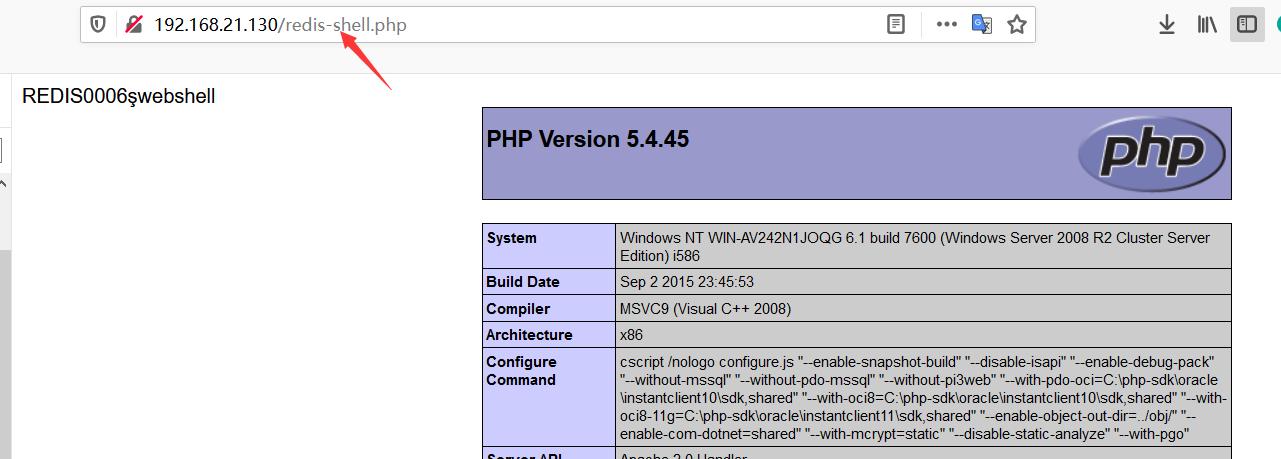 192.168.21.130/redis-shell.php
REDIS0006şwebshell
PHP Version 5.4.45
php
System Windows NT WIN-AV242N1JOQG 6.1 build 7600 (Windows Server 2008 R2 Cluster Server
Edition) i586
Build Date Sep 2 2015 23:45:53
Compiler MSVC9 (Visual C++ 2008)
Architecture x86
Configure cscript /nologo configure.js "--enable-snapshot-build" "--disable-isapi" "--enable-debug-pack"
Command "--without-mssql" "--without-pdo-mssql" "--without-pi3web" "--with-pdo-oci=C:\php-sdk\oracle
\instantclient10\sdk,shared" "--with-oci8=C:\php-sdk\oracle\instantclient10\sdk,shared" "--with-
oci8-11g=C:\php-sdk\oracle\instantclient11\sdk,shared" "--enable-object-out-dir=../obj/" "--
enable-com-dotnet=shared" "--with-mcrypt=static" "--disable-static-analyze" "--with-pgo"
Server API Apache 2.0 Handler